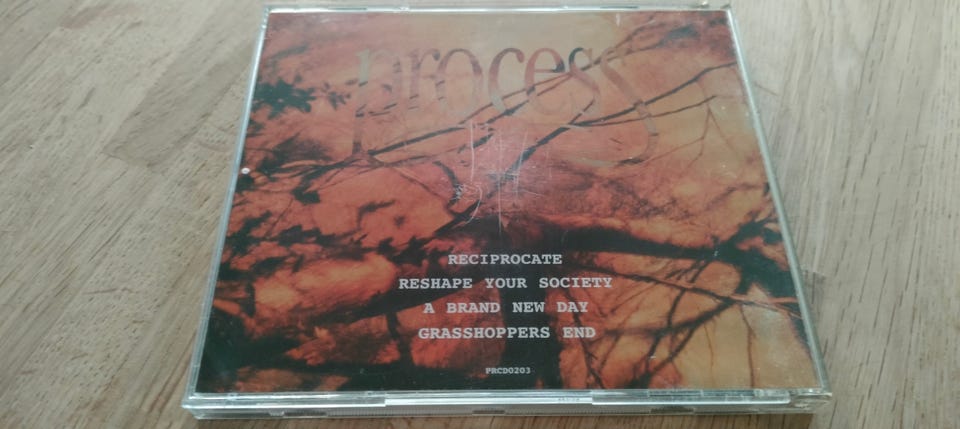 process
RECIPROCATE
RESHAPE YOUR SOCIETY
A BRAND NEW DAY
GRASSHOPPERS END
PRCD0203